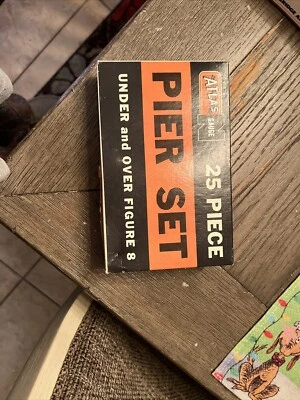 ATLAS
N GAUGE
25 PIECE
PIER SET
UNDER and OVER FIGURE 8